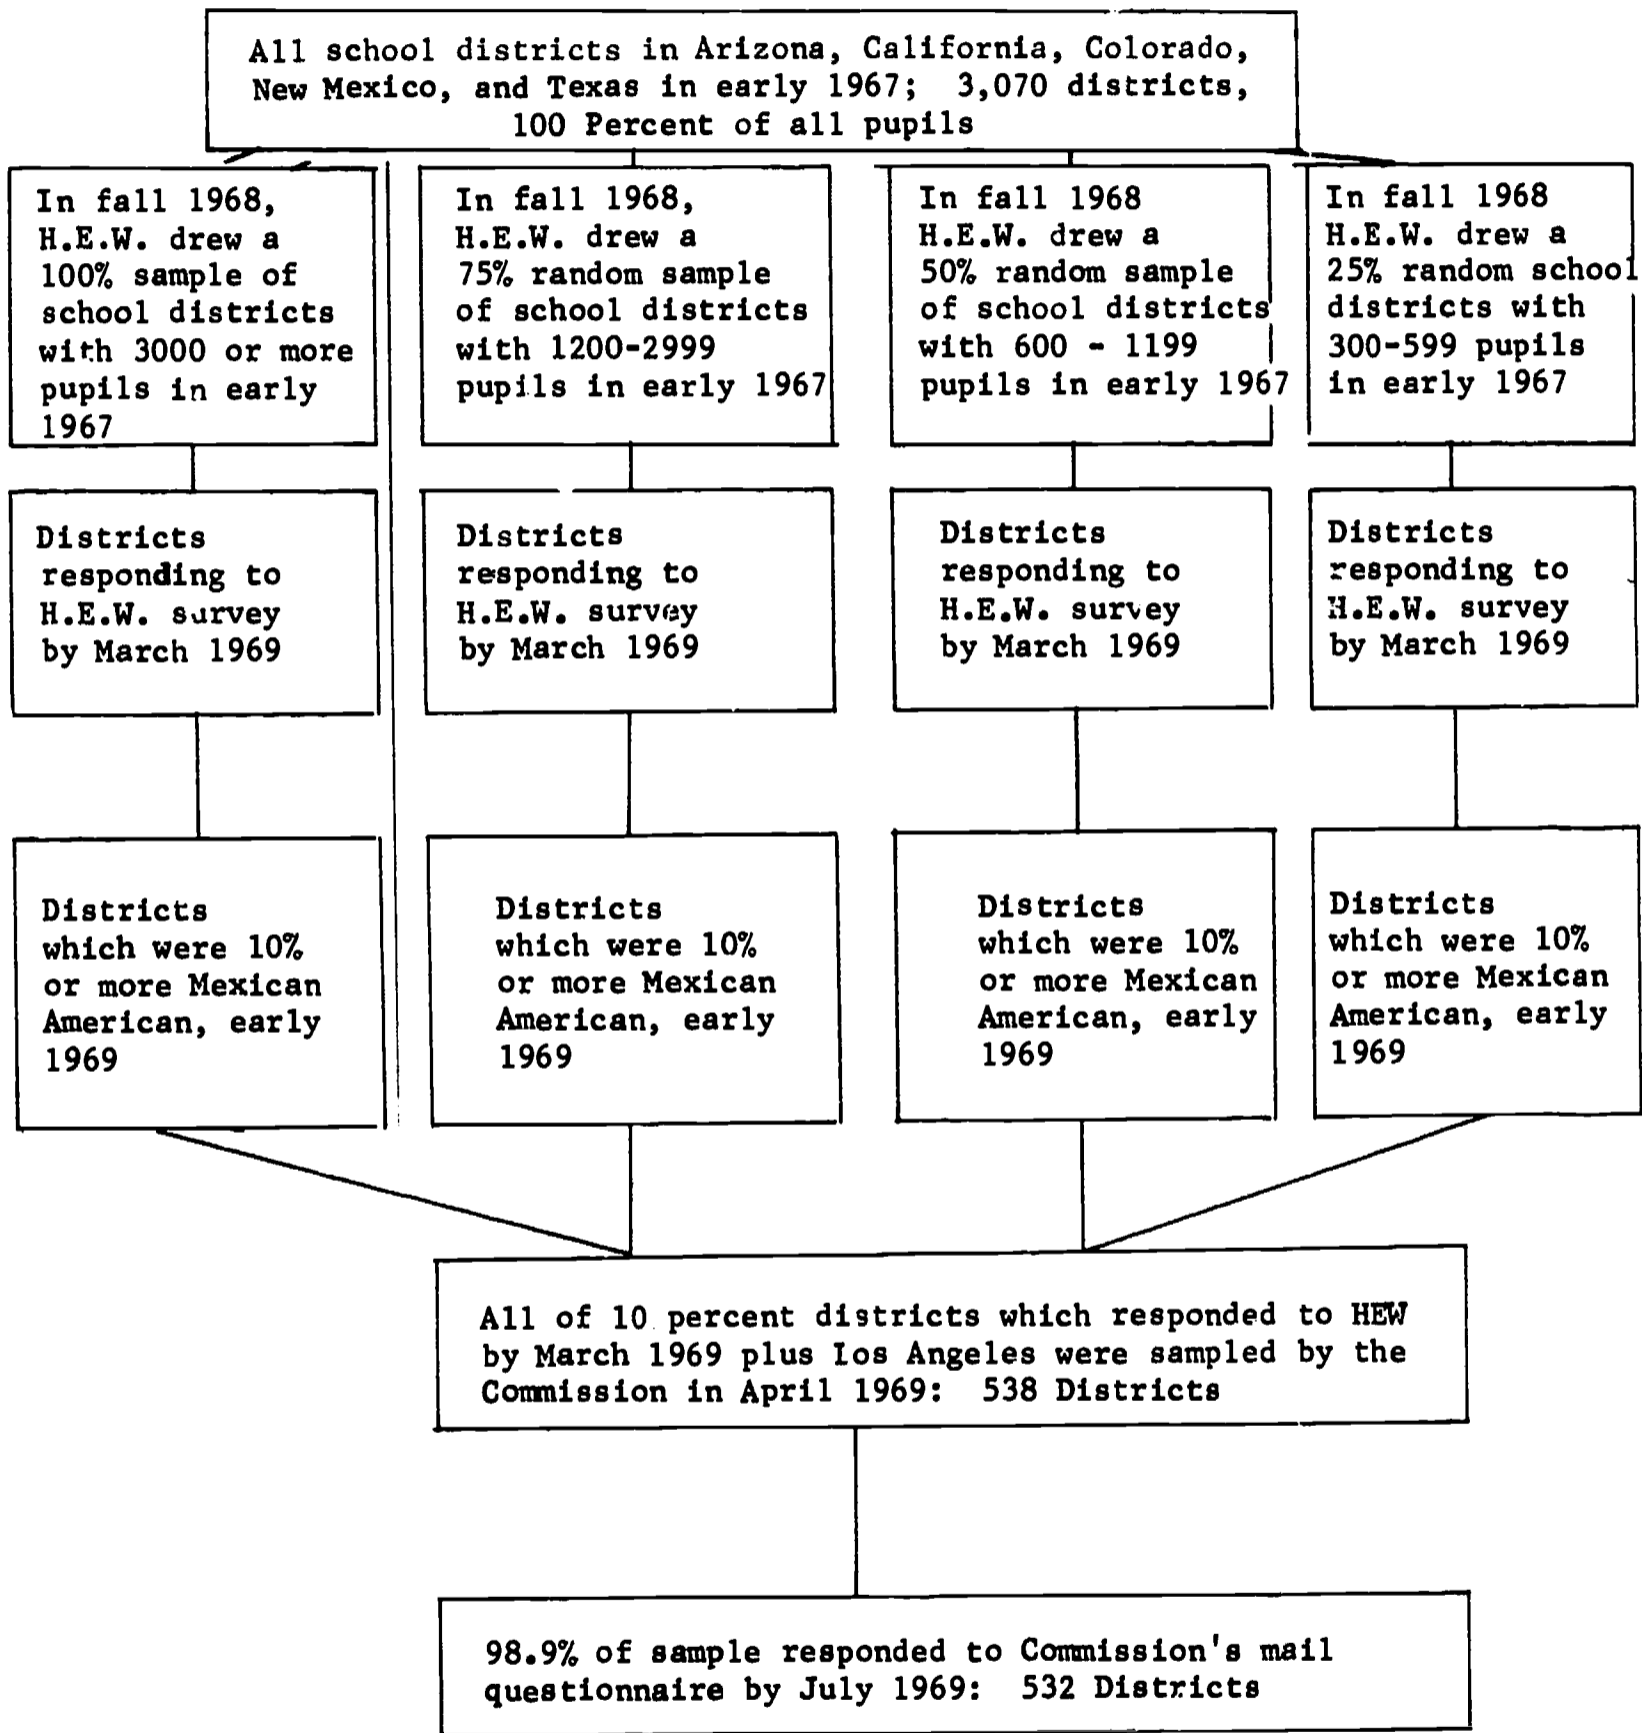 All school districts in Arizona, California, Colorado,
New Mexico, and Texas in early 1967; 3,070 districts,
100 Percent of all pupils
In fall 1968,
H.E.W. drew a
100% sample of
school districts
with 3000 or more
pupils in early
1967
In fall 1968,
H.E.W. drew a
75% random sample
of school districts
with 1200-2999
pupils in early 1967
In fall 1968
H.E.W. drew a
50% random sample
of school districts
with 600 - 1199
pupils in early 1967
In fall 1968
H.E.W. drew a
25% random school
districts with
300-599 pupils
in early 1967
Districts
responding to
H.E.W. survey
by March 1969
Districts
responding to
H.E.W. survey
by March 1969
Districts
responding to
H.E.W. survey
by March 1969
Districts
responding to
H.E.W. survey
by March 1969
Districts
which were 10%
or more Mexican
American, early
1969
Districts
which were 10%
or more Mexican
American, early
1969
Districts
which were 10%
or more Mexican
American, early
1969
Districts
which were 10%
or more Mexican
American, early
1969
All of 10 percent districts which responded to HEW
by March 1969 plus Los Angeles were sampled by the
Commission in April 1969: 538 Districts
98.9% of sample responded to Commission's mail
questionnaire by July 1969: 532 Districts